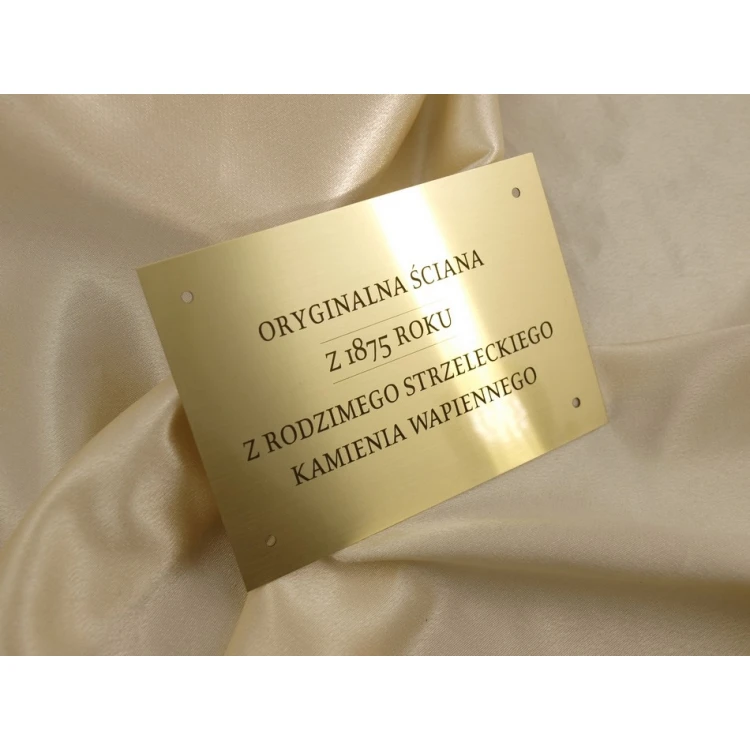 ORYGINALNA ŚCIANA
Z 1875 ROKU
Z RODZIMEGO STRZELECKIEGO
KAMIENIA WAPIENNEGO